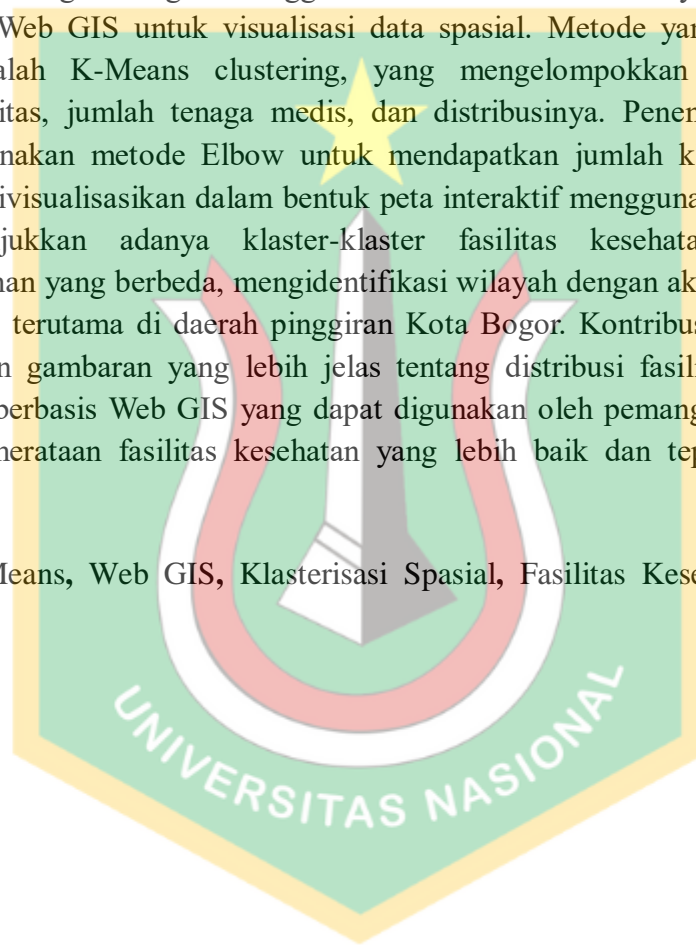 Web GIS untuk visualisasi data spasial. Metode yan
alah K-Means clustering, yang mengelompokkan
itas, jumlah tenaga medis, dan distribusinya. Penen
nakan metode Elbow untuk mendapatkan jumlah k
ivisualisasikan dalam bentuk peta interaktif mengguna
jukkan adanya klaster-klaster fasilitas kesehata
nan yang berbeda, mengidentifikasi wilayah dengan ak
terutama di daerah pinggiran Kota Bogor. Kontribus
n gambaran yang lebih jelas tentang distribusi fasili
berbasis Web GIS yang dapat digunakan oleh pemang
nerataan fasilitas kesehatan yang lebih baik dan tep
Means, Web GIS, Klasterisasi Spasial, Fasilitas Kese
UNIVERSITAS NASIONAL